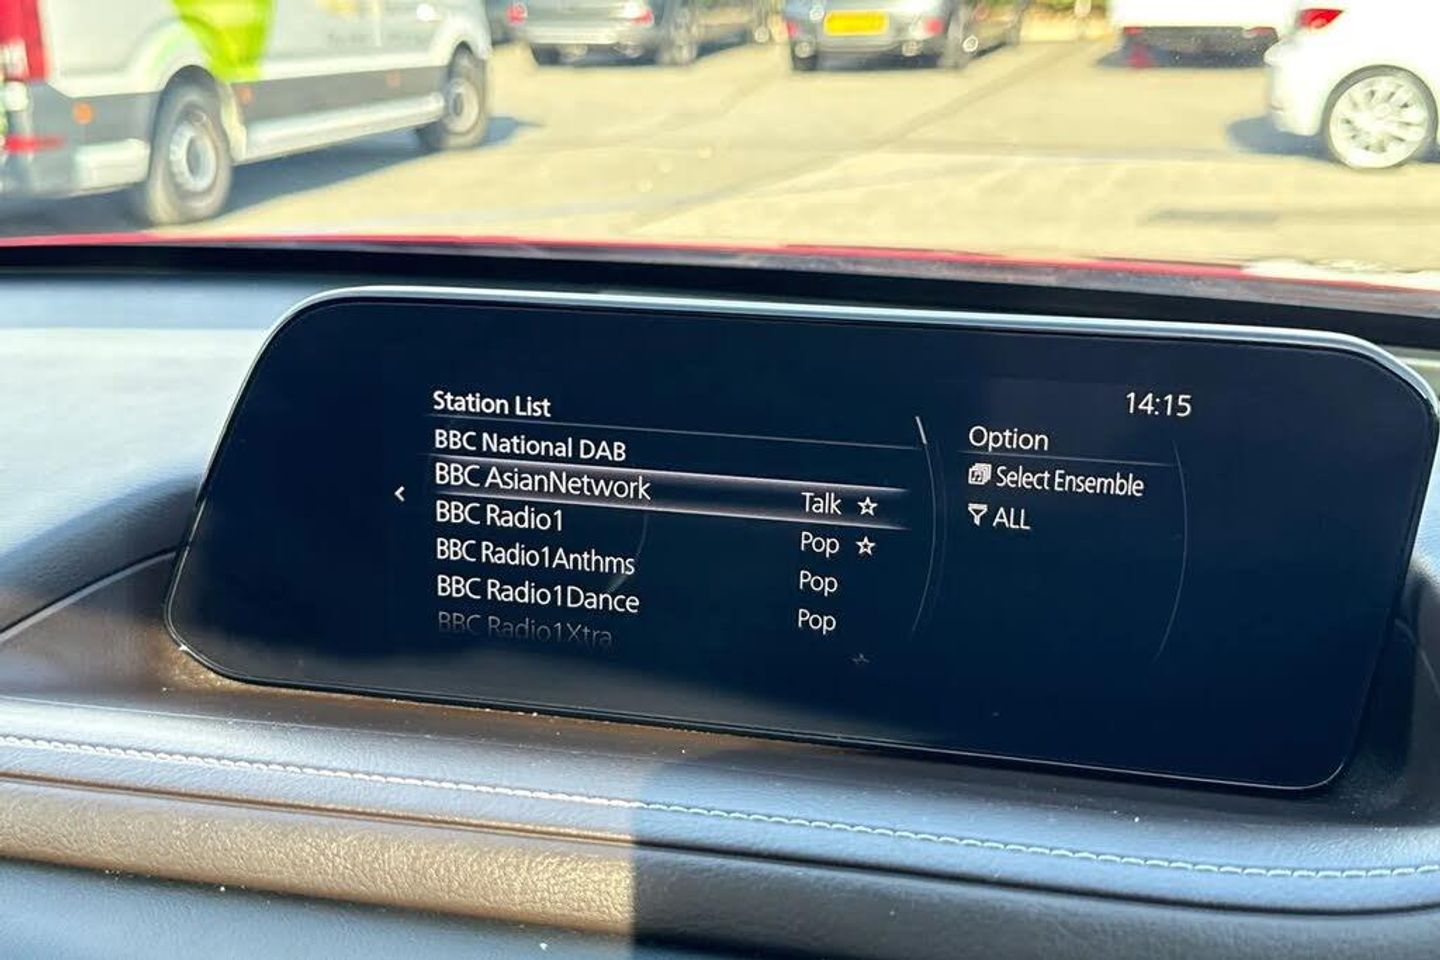 14:15
Station List
BBC National DAB
BBC AsianNetwork Talk ☆
BBC Radio1 Pop ☆
BBC Radio1Anthms Pop
BBC Radio1Dance Pop
BBC Radio1Xtra
Option
Select Ensemble
ALL